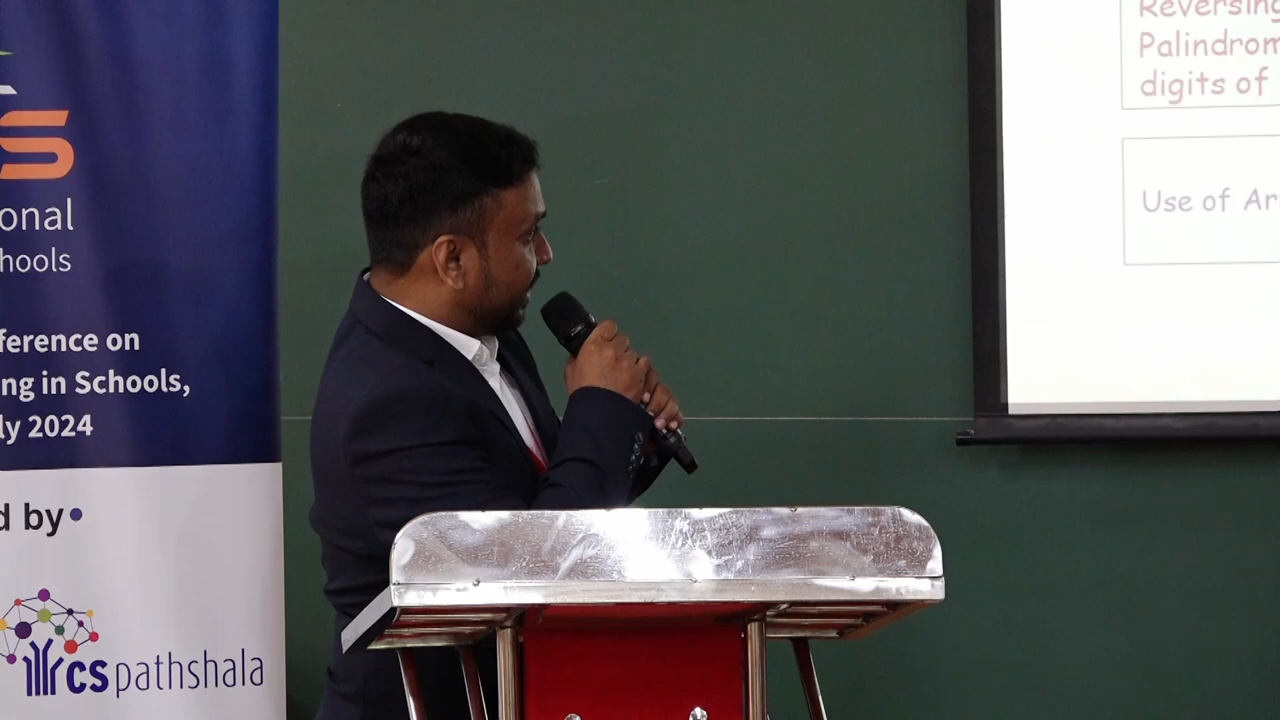 S
onal
hools
ference on
ng in Schools,
ly 2024
d by
cs pathshala
Reversing
Palindrom
digits of
Use of Ar